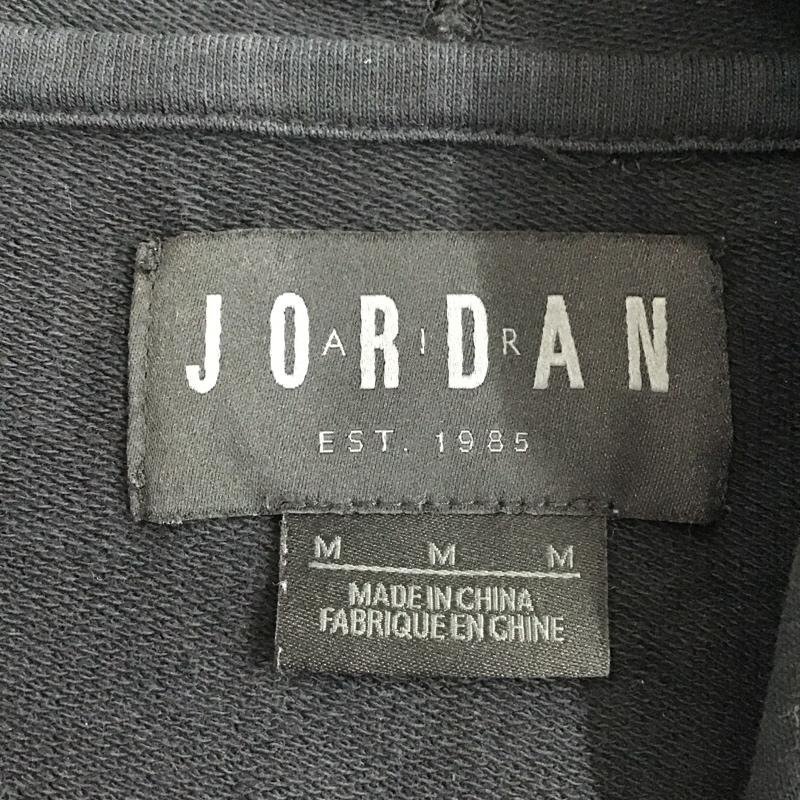 JORDAN
AIR
EST. 1985
M M M
MADE IN CHINA
FABRIQUE EN CHINE